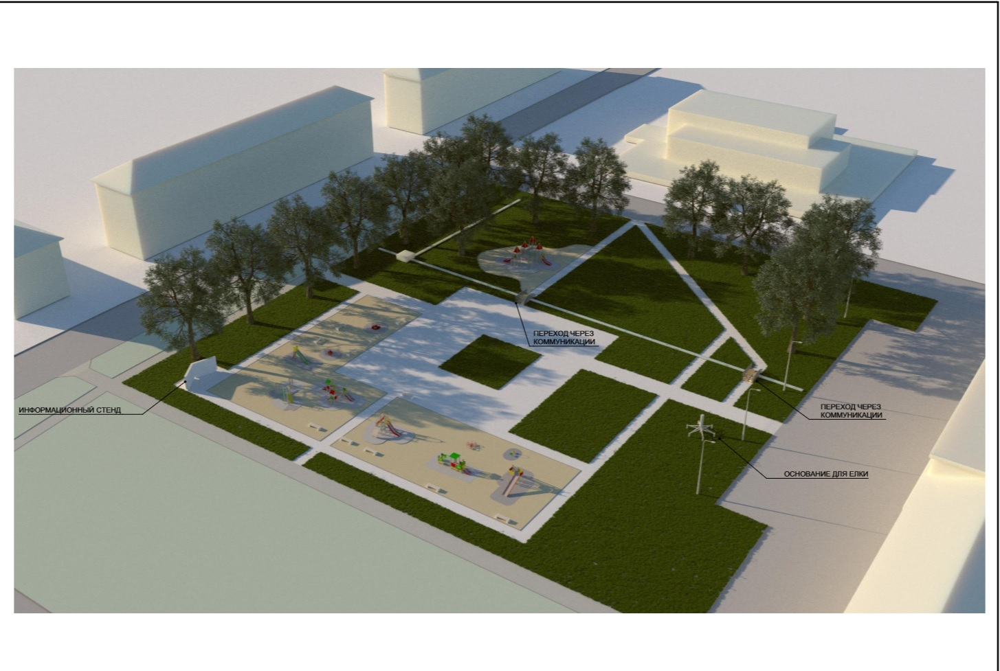 ПЕРЕХОД ЧЕРЕЗ
КОММУНИКАЦИИ
ИНФОРМАЦИОННЫЙ СТЕНД
ПЕРЕХОД ЧЕРЕЗ
КОММУНИКАЦИИ
ОСНОВАНИЕ ДЛЯ ЕЛКИ